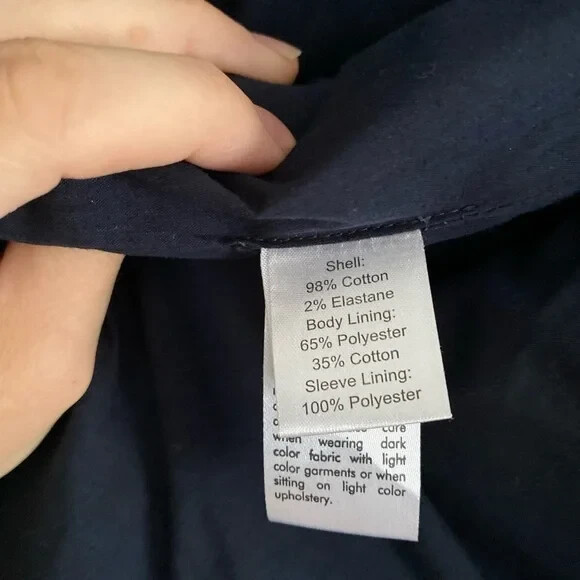 Shell:
98% Cotton
2% Elastane
Body Lining:
65% Polyester
35% Cotton
Sleeve Lining:
100% Polyester
care
when wearing dark
color fabric with light
color garments or when
sitting on light color
upholstery.